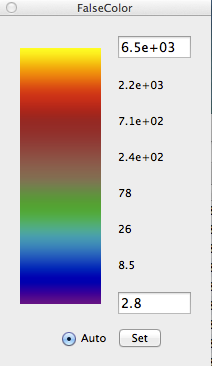 FalseColor
6.5e+03
2.2e+03
7.1e+02
2.4e+02
78
26
8.5
2.8
Auto Set